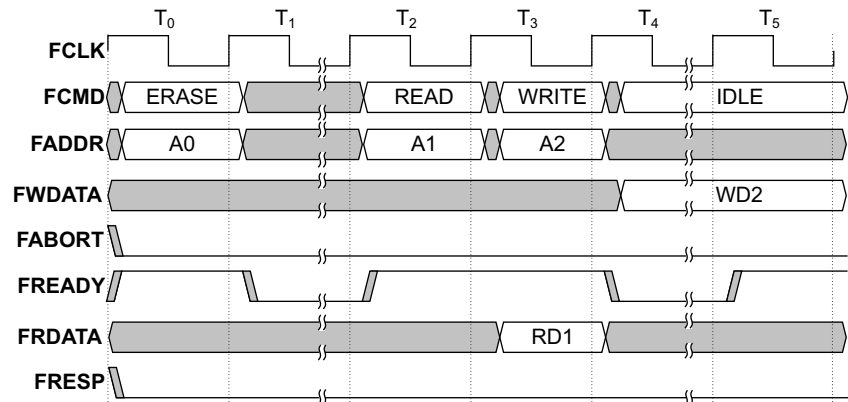 T0 T1 T2 T3 T4 T5
FCLK
FCMD ERASE READ WRITE IDLE
FADDR A0 A1 A2
FWDATA WD2
FABORT
FREADY
FRDATA RD1
FRESP